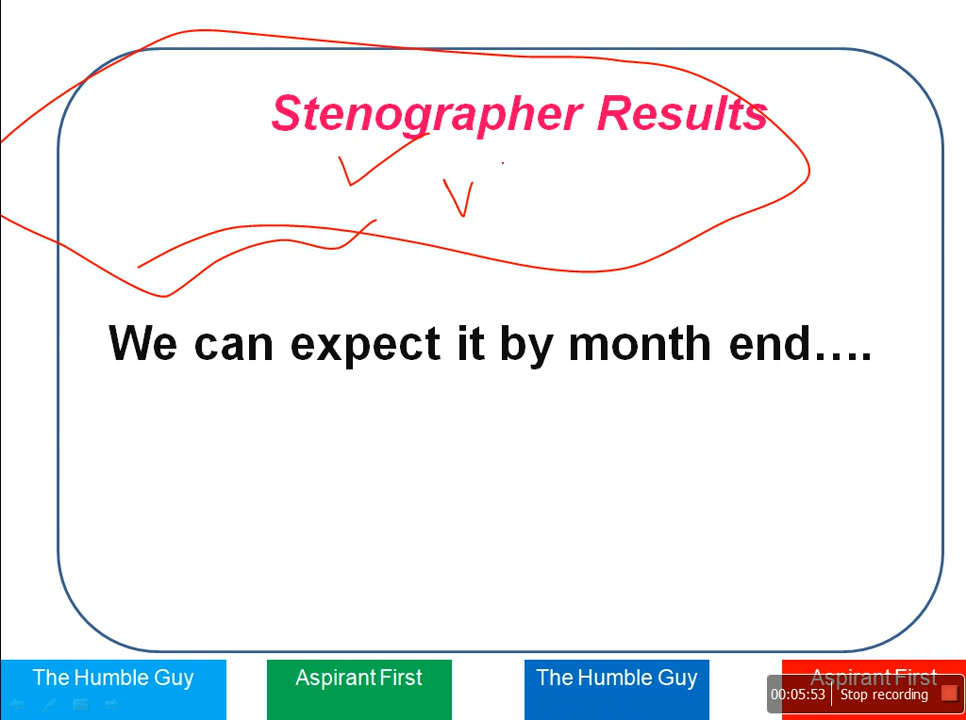 Stenographer Results
We can expect it by month end….
The Humble Guy
Aspirant First
The Humble Guy
Aspirant First
00:05:53
Stop recording